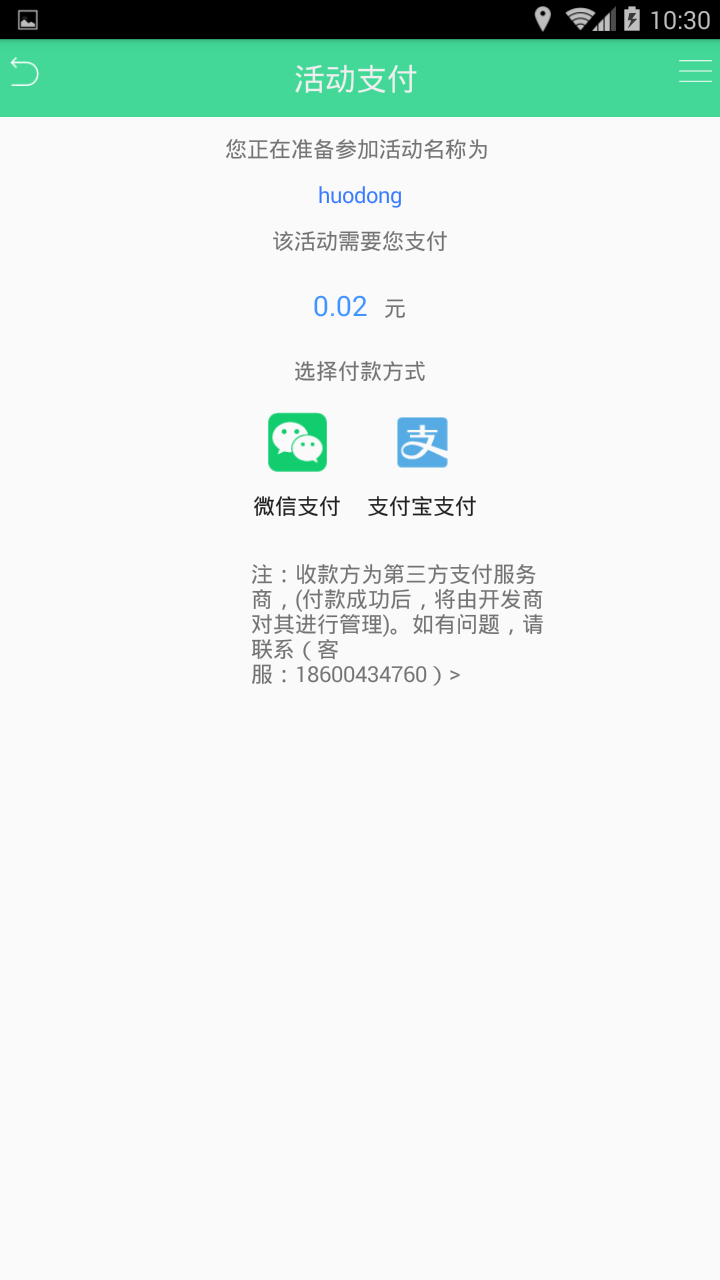 10:30
活动支付
您正在准备参加活动名称为
huodong
该活动需要您支付
0.02 元
选择付款方式
支
微信支付 支付宝支付
注：收款方为第三方支付服务
商，(付款成功后，将由开发商
对其进行管理)。如有问题，请
联系（客
服：18600434760）>